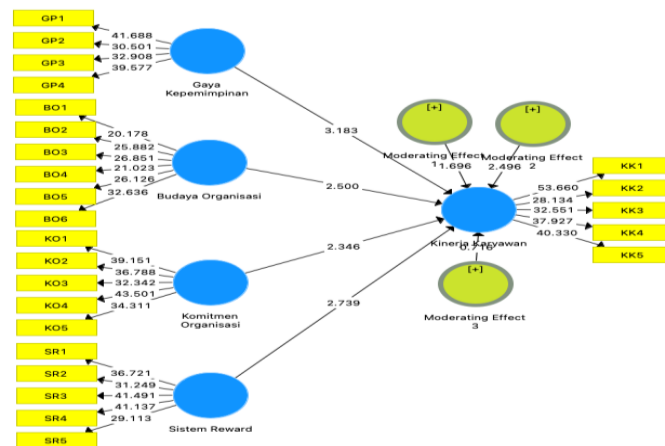 GP1
GP2
GP3
GP4
41.688
30.501
32.908
39.577
Gaya
Kepemimpinan
BO1
BO2
BO3
BO4
BO5
BO6
20.178
25.882
26.851
21.023
26.126
32.636
Budaya Organisasi
KO1
KO2
KO3
KO4
KO5
39.151
36.788
32.342
43.501
34.311
Komitmen
Organisasi
SR1
SR2
SR3
SR4
SR5
36.721
31.249
41.491
41.137
29.113
Sistem Reward
3.183
2.500
2.346
2.739
[+]
Moderating Effect
1
1.696
[+]
Moderating Effect
2
2.496
Kinerja Karyawan
0.716
[+]
Moderating Effect
3
53.660
28.134
32.551
37.927
40.330
KK1
KK2
KK3
KK4
KK5